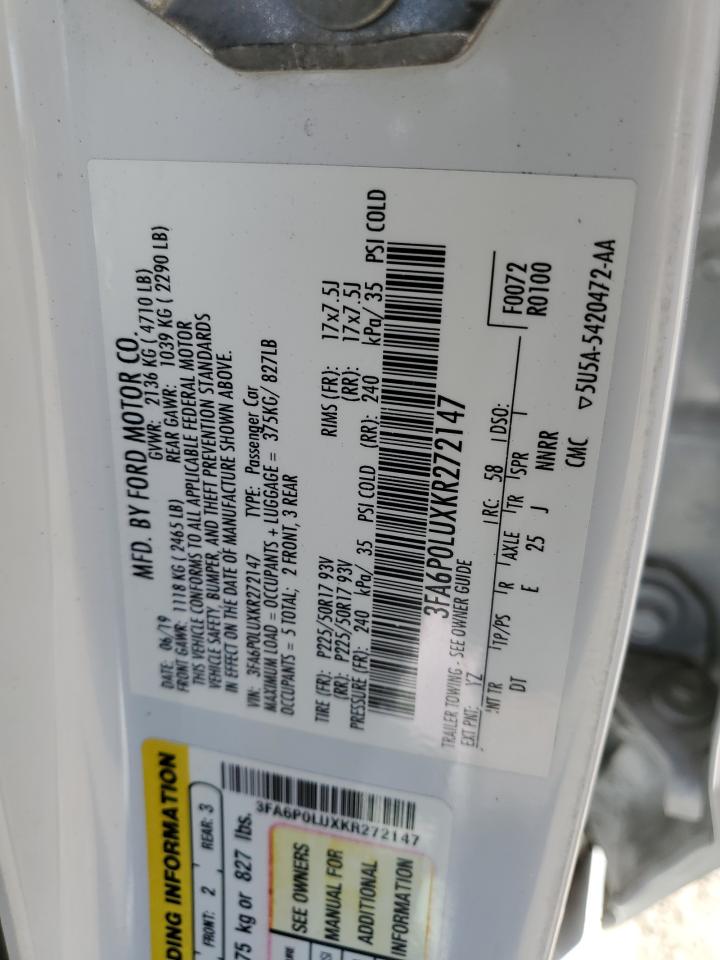 MFD. BY FORD MOTOR CO.
DATE: 06/19 GVWR: 2136 KG ( 4710 LB)
FRONT GAWR: 1118 KG ( 2465 LB) REAR GAWR: 1039 KG ( 2290 LB)
THIS VEHICLE CONFORMS TO ALL APPLICABLE FEDERAL MOTOR
VEHICLE SAFETY, BUMPER, AND THEFT PREVENTION STANDARDS
IN EFFECT ON THE DATE OF MANUFACTURE SHOWN ABOVE.
VIN: 3FA6P0LUXKR272147 TYPE: Passenger Car
MAXIMUM LOAD = OCCUPANTS + LUGGAGE = 375KG/ 827LB
OCCUPANTS = 5 TOTAL; 2 FRONT, 3 REAR
TIRE (FR): P225/50R17 93V RIMS (FR): 17x7.5J
(RR): P225/50R17 93V (RR): 17x7.5J
PRESSURE (FR): 240 kPa/ 35 PSI COLD (RR): 240 kPa/ 35 PSI COLD
3FA6P0LUXKR272147
TRAILER TOWING - SEE OWNER GUIDE
EXT PNT: YZ RC: 58 DSO: F0072
R0100
INT TR TP/PS R AXLE TR SPR
DT E 25 J NNRR
CMC ▽5U5A-5420472-AA
DING INFORMATION
FRONT: 2 REAR: 3
75 kg or 827 lbs.
3FA6P0LUXKR272147
SEE OWNERS
MANUAL FOR
ADDITIONAL
INFORMATION